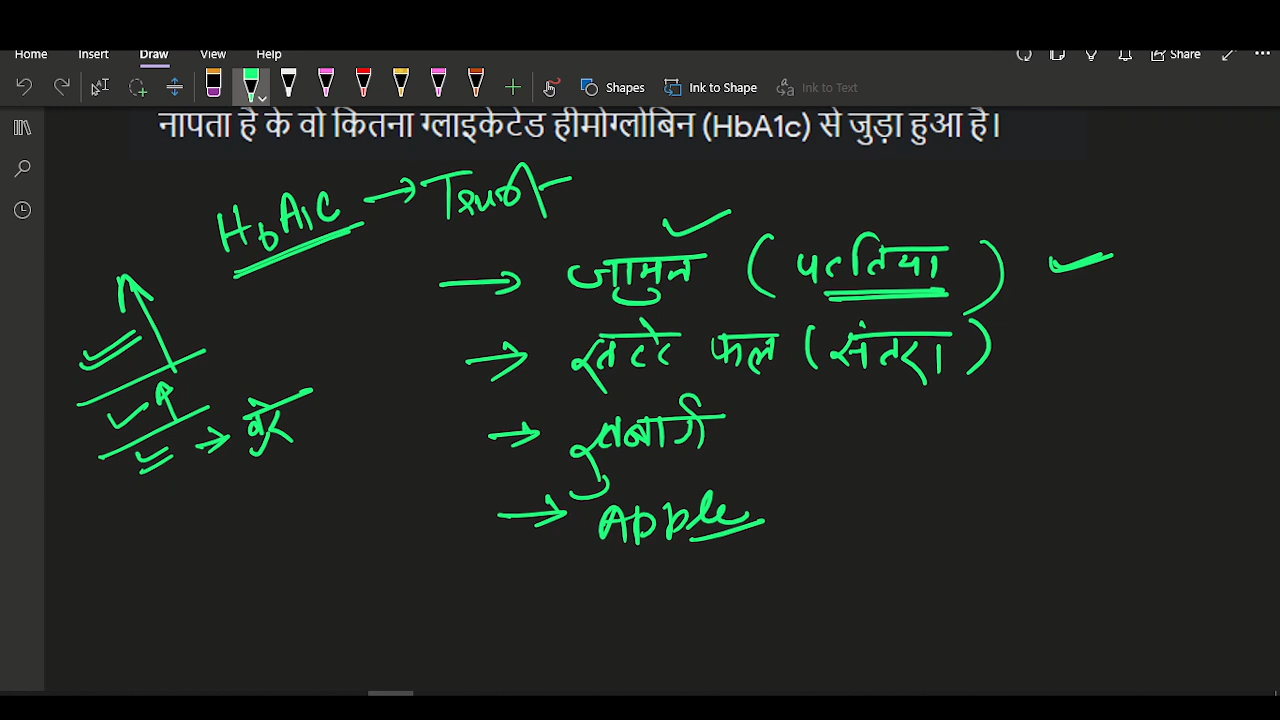 Home Insert Draw View Help Share
Shapes Ink to Shape Ink to Text
नापता है के वो कितना ग्लाइकेटेड हीमोग्लोबिन (HbA1c) से जुड़ा हुआ है।
HbA1c →
→ जामुन (पत्तिया)
→ खट्टे फल (संतरा)
→
→ Apple